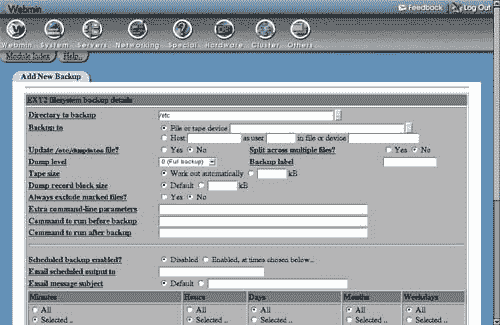 Webmin
Feedback Log Out
Webmin System Servers Networking Special Hardware Cluster Others
Module Index Help..
Add New Backup
EXT2 filesystem backup details
Directory to backup /etc
Backup to File or tape device
Host as user in file or device
Update /etc/dumpdates file? Yes No Split across multiple files? Yes No
Dump level 0 (Full backup) Backup label
Tape size Work out automatically kB
Dump record block size Default kB
Always exclude marked files? Yes No
Extra command-line parameters
Command to run before backup
Command to run after backup
Scheduled backup enabled? Disabled Enabled, at times chosen below..
Email scheduled output to
Email message subject Default
Minutes Hours Days Months Weekdays
All All All All All
Selected .. Selected .. Selected .. Selected .. Selected ..